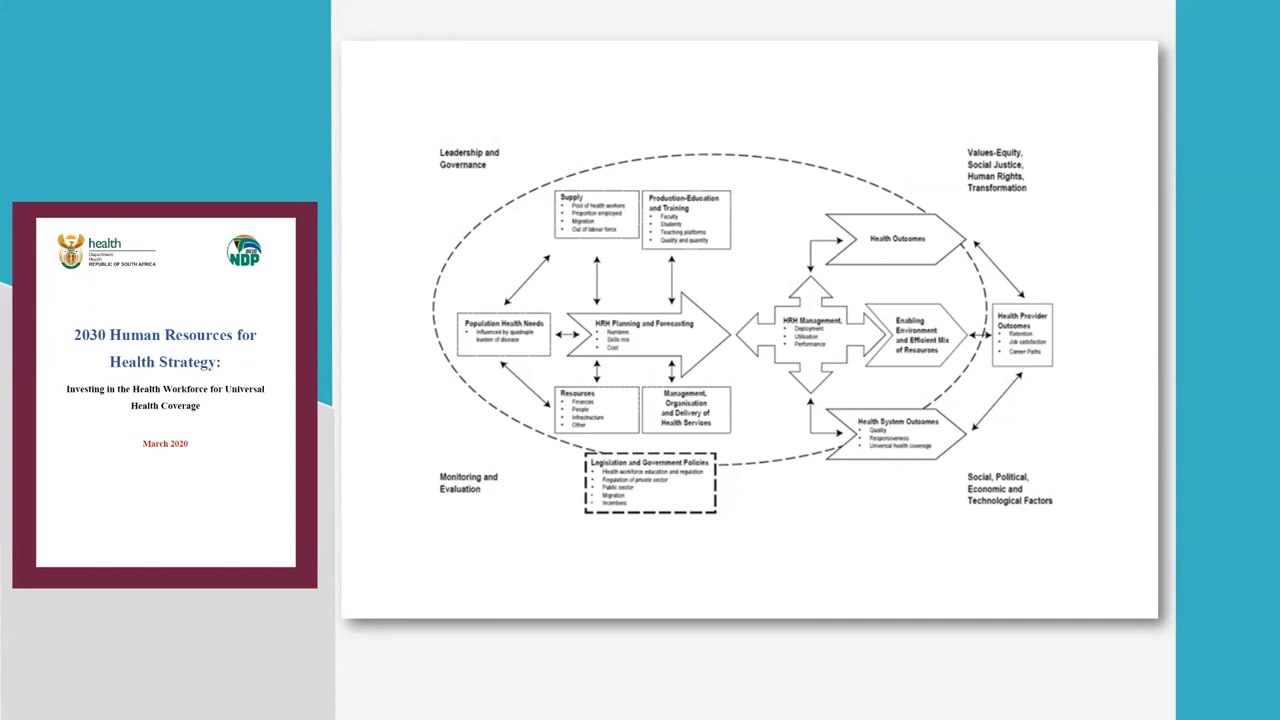 health
Department:
Health
REPUBLIC OF SOUTH AFRICA
2030
NDP
2030 Human Resources for
Health Strategy:
Investing in the Health Workforce for Universal
Health Coverage
March 2020
Leadership and
Governance
Values-Equity,
Social Justice,
Human Rights,
Transformation
Supply
• Pool of health workers
• Proportion employed
• Migration
• Out of labour force
Production-Education
and Training
• Faculty
• Students
• Teaching platforms
• Quality and quantity
Health Outcomes
Population Health Needs
• Influenced by quadruple
burden of disease
HRH Planning and Forecasting
• Numbers
• Skills mix
• Cost
HRH Management,
• Deployment
• Utilisation
• Performance
Enabling
Environment
and Efficient Mix
of Resources
Health Provider
Outcomes
• Retention
• Job satisfaction
• Career Paths
Resources
• Finances
• People
• Infrastructure
• Other
Management,
Organisation
and Delivery of
Health Services
Health System Outcomes
• Quality
• Responsiveness
• Universal health coverage
Legislation and Government Policies
• Health workforce education and regulation
• Regulation of private sector
• Public sector
• Migration
• Incentives
Monitoring and
Evaluation
Social, Political,
Economic and
Technological Factors